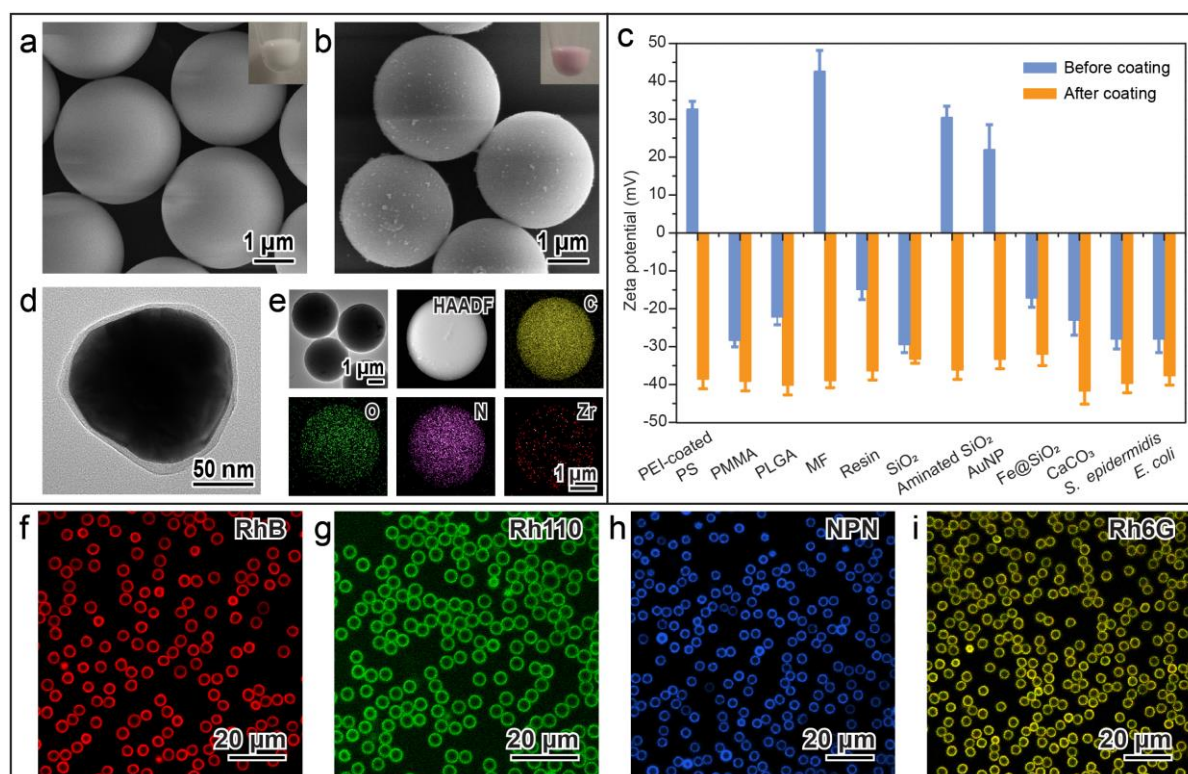 a
1 μm
b
1 μm
c
50
40
30
20
10
0
-10
-20
-30
-40
-50
Zeta potential (mV)
Before coating
After coating
PEI-coated
PS
PMMA
PLGA
MF
Resin
SiO₂
Aminated SiO₂
AuNP
Fe@SiO₂
CaCO₃
S. epidermidis
E. coli
d
50 nm
e
1 μm
HAADF
C
O
N
Zr
1 μm
f
RhB
20 μm
g
Rh110
20 μm
h
NPN
20 μm
i
Rh6G
20 μm